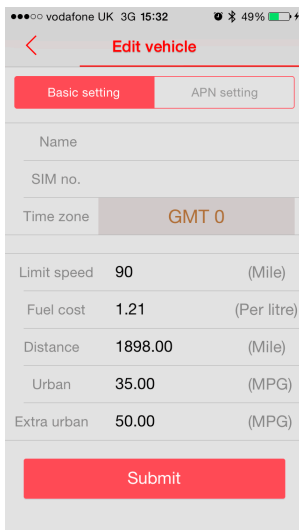 vodafone UK 3G 15:32 49%
Edit vehicle
Basic setting APN setting
Name
SIM no.
Time zone GMT 0
Limit speed 90 (Mile)
Fuel cost 1.21 (Per litre)
Distance 1898.00 (Mile)
Urban 35.00 (MPG)
Extra urban 50.00 (MPG)
Submit